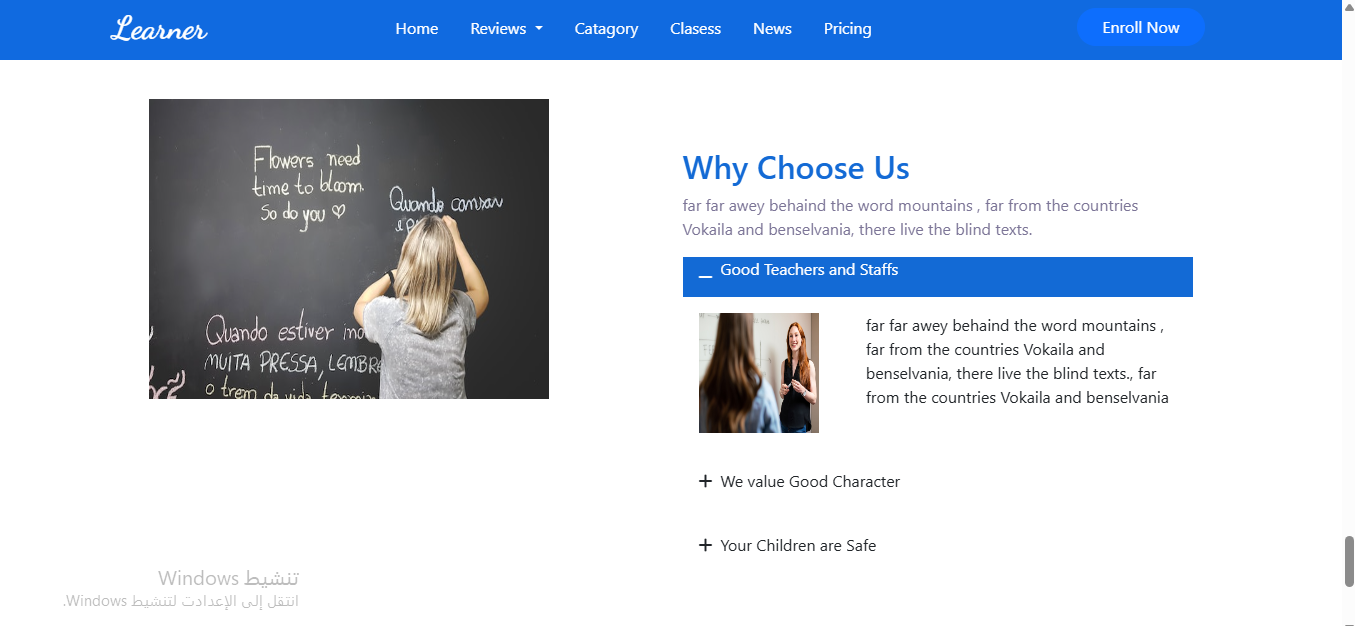 Learner
Home Reviews Catagory Clasess News Pricing Enroll Now
Flowers need
time to bloom.
So do you ♡
Quando cansar
Quando estiver
MUITA PRESSA, LEMBRE
o trem da vida
Why Choose Us
far far awey behaind the word mountains , far from the countries
Vokaila and benselvania, there live the blind texts.
Good Teachers and Staffs
far far awey behaind the word mountains ,
far from the countries Vokaila and
benselvania, there live the blind texts., far
from the countries Vokaila and benselvania
We value Good Character
Your Children are Safe
تنشيط Windows
انتقل إلى الإعدادت لتنشيط Windows.